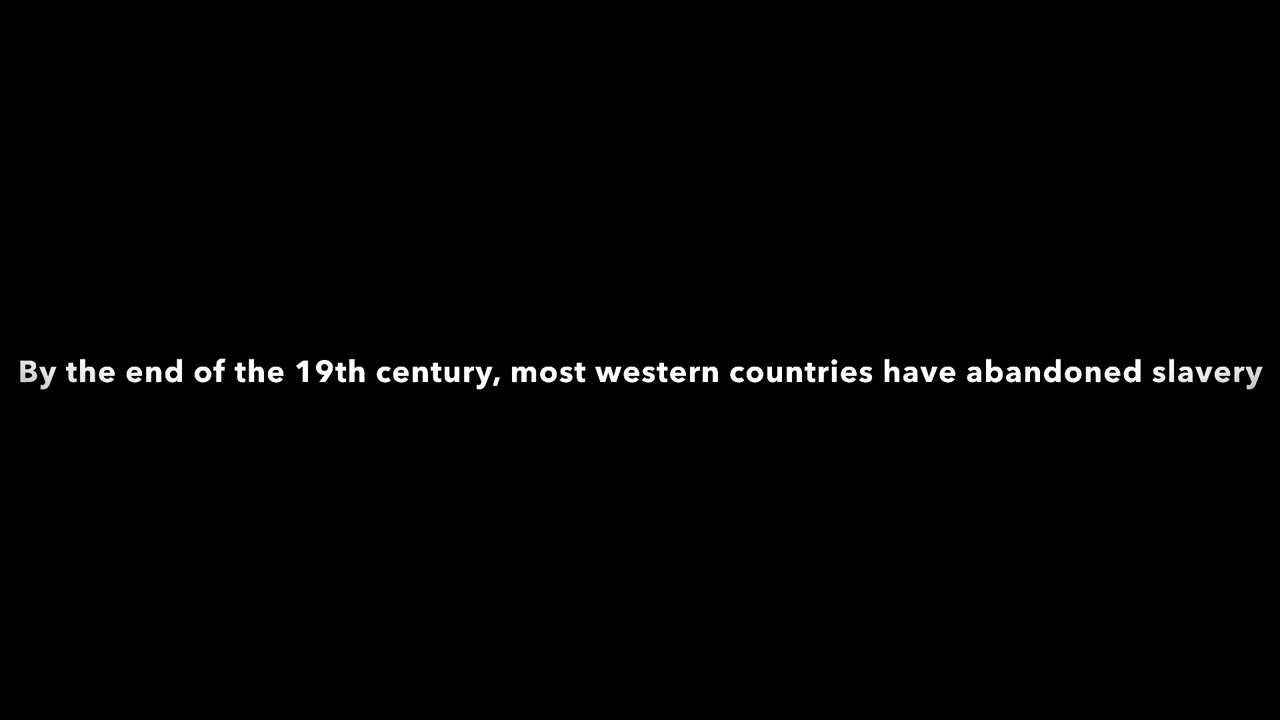 By the end of the 19th century, most western countries have abandoned slavery